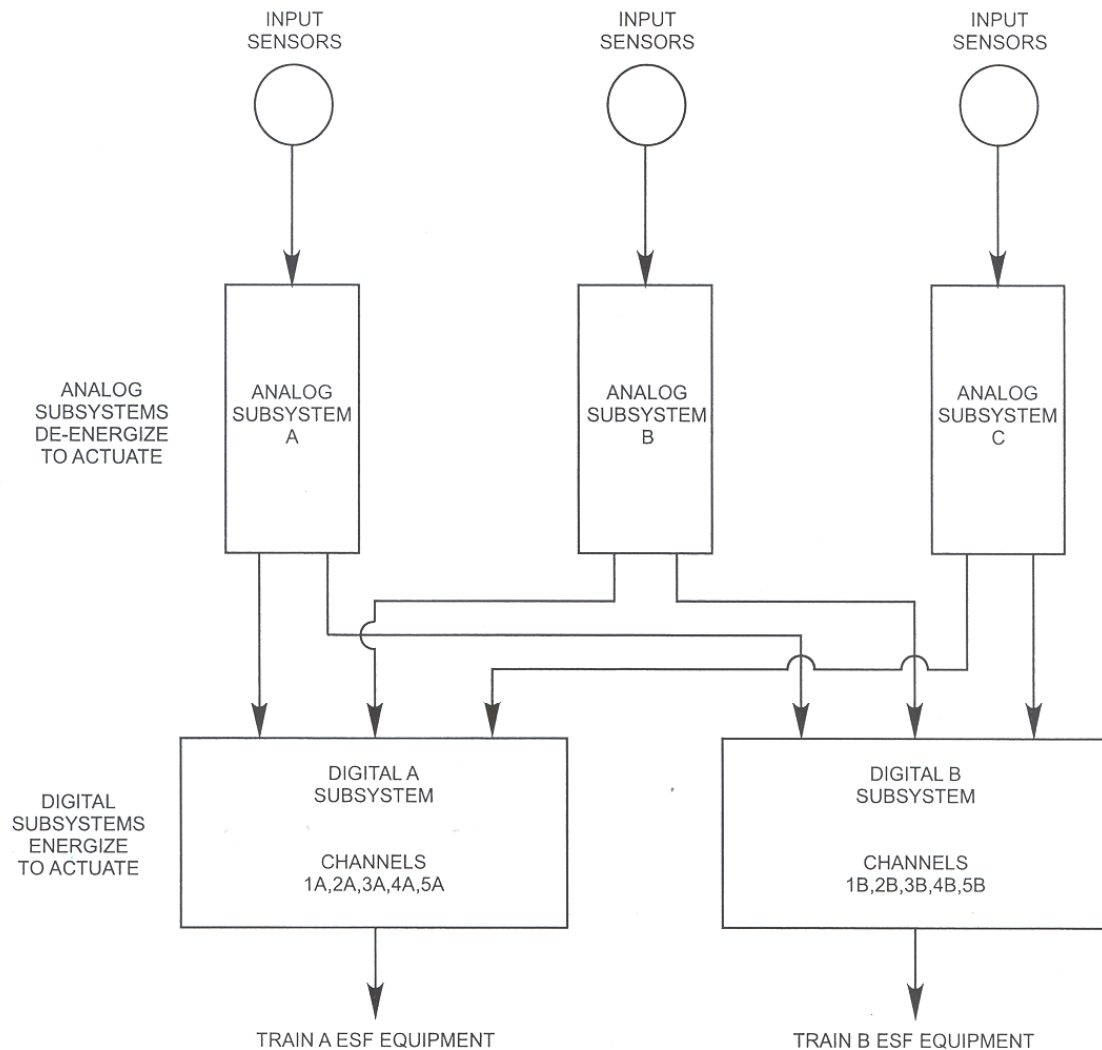 INPUT
SENSORS
INPUT
SENSORS
INPUT
SENSORS
ANALOG
SUBSYSTEMS
DE-ENERGIZE
TO ACTUATE
ANALOG
SUBSYSTEM
A
ANALOG
SUBSYSTEM
B
ANALOG
SUBSYSTEM
C
DIGITAL
SUBSYSTEMS
ENERGIZE
TO ACTUATE
DIGITAL A
SUBSYSTEM
CHANNELS
1A,2A,3A,4A,5A
DIGITAL B
SUBSYSTEM
CHANNELS
1B,2B,3B,4B,5B
TRAIN A ESF EQUIPMENT
TRAIN B ESF EQUIPMENT